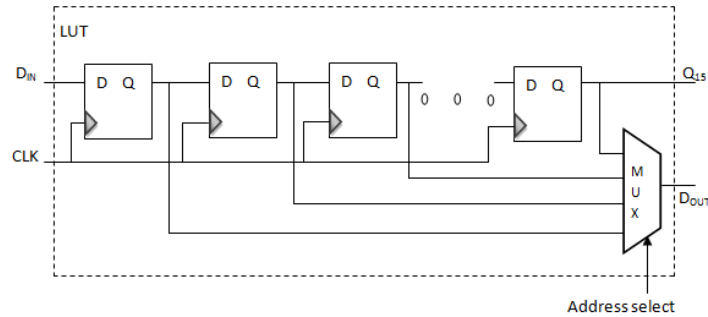 LUT
D_IN D Q D Q D Q 0 0 0 D Q Q_15
CLK
M
U
X
D_OUT
Address select